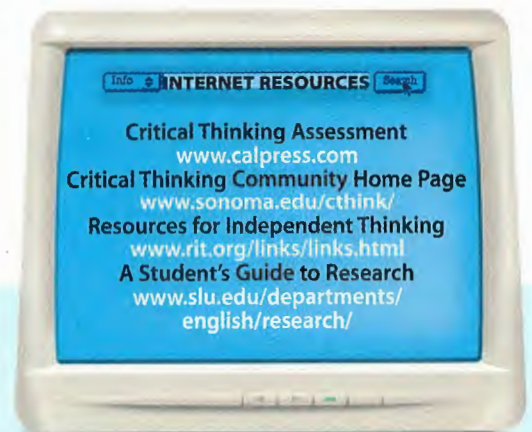 Info INTERNET RESOURCES Search
Critical Thinking Assessment
www.calpress.com
Critical Thinking Community Home Page
www.sonoma.edu/cthink/
Resources for Independent Thinking
www.rit.org/links/links.html
A Student's Guide to Research
www.slu.edu/departments/
english/research/